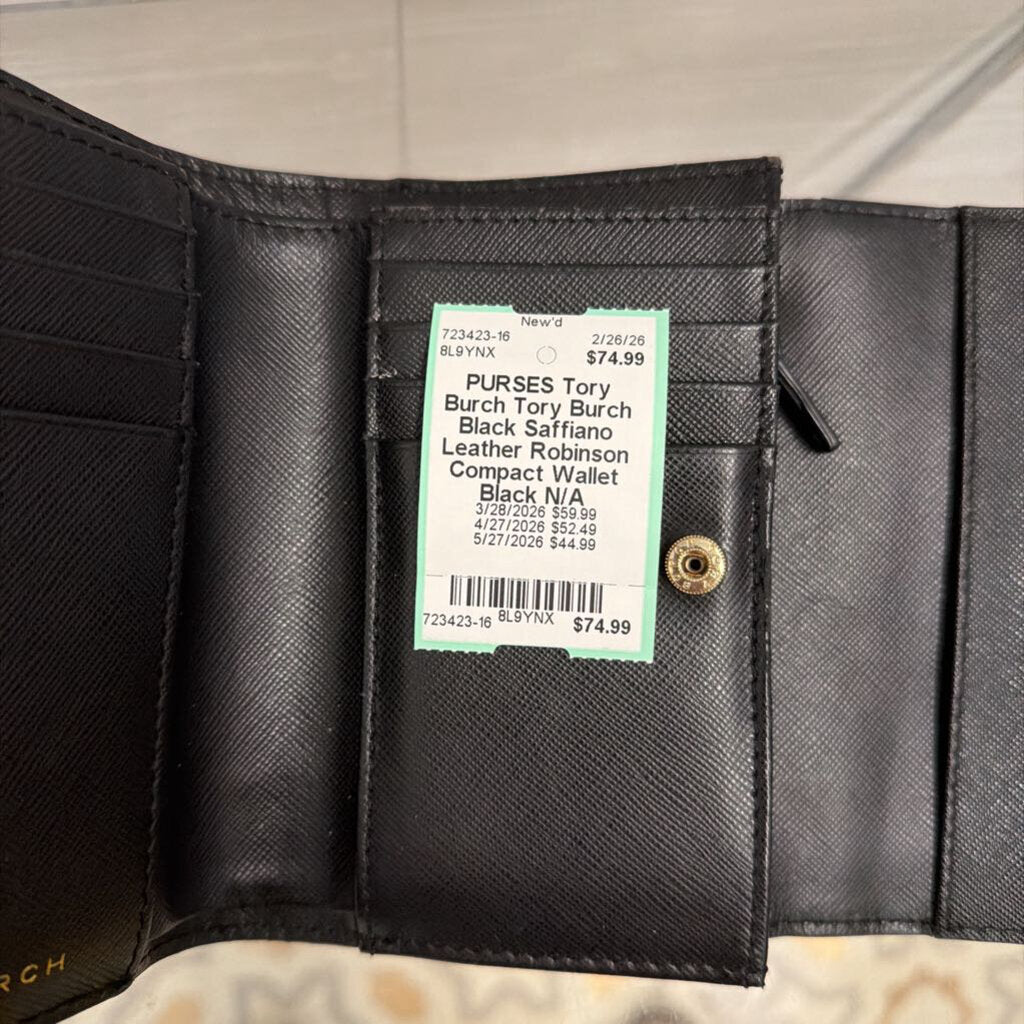 New'd
723423-16 2/26/26
8L9YNX $74.99
PURSES Tory
Burch Tory Burch
Black Saffiano
Leather Robinson
Compact Wallet
Black N/A
3/28/2026 $59.99
4/27/2026 $52.49
5/27/2026 $44.99
723423-16 8L9YNX $74.99
RCH